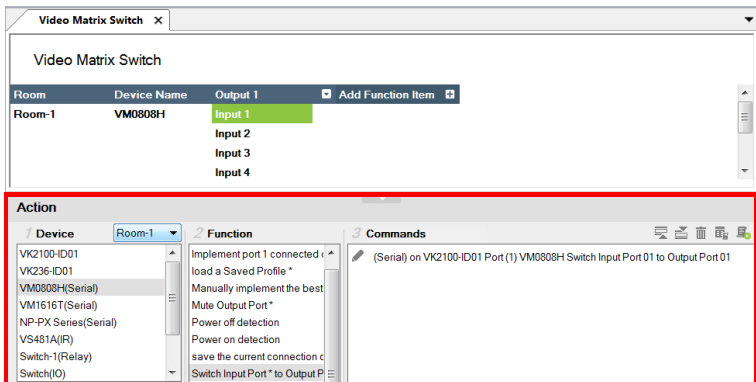 Video Matrix Switch
Video Matrix Switch
Room Device Name Output 1 Add Function Item
Room-1 VM0808H Input 1
Input 2
Input 3
Input 4
Action
1 Device Room-1 2 Function 3 Commands
VK2100-ID01 Implement port 1 connected (Serial) on VK2100-ID01 Port (1) VM0808H Switch Input Port 01 to Output Port 01
VK236-ID01 load a Saved Profile *
VM0808H(Serial) Manually implement the best
VM1616T(Serial) Mute Output Port *
NP-PX Series(Serial) Power off detection
VS481A(IR) Power on detection
Switch-1(Relay) save the current connection
Switch(IO) Switch Input Port * to Output P